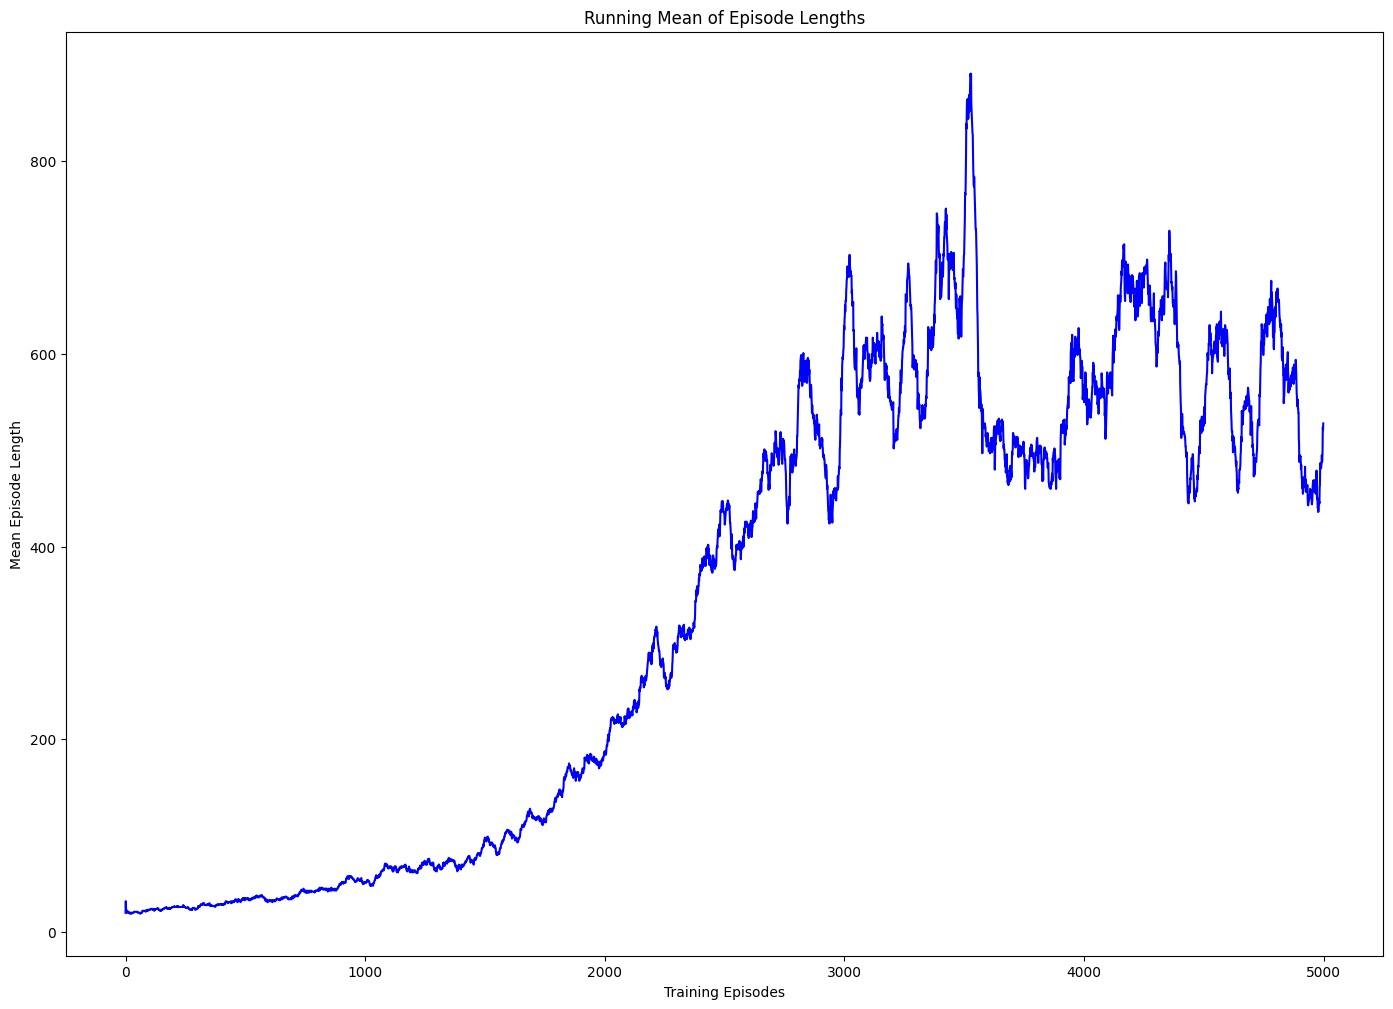 Running Mean of Episode Lengths
Mean Episode Length
800
600
400
200
0
0 1000 2000 3000 4000 5000
Training Episodes